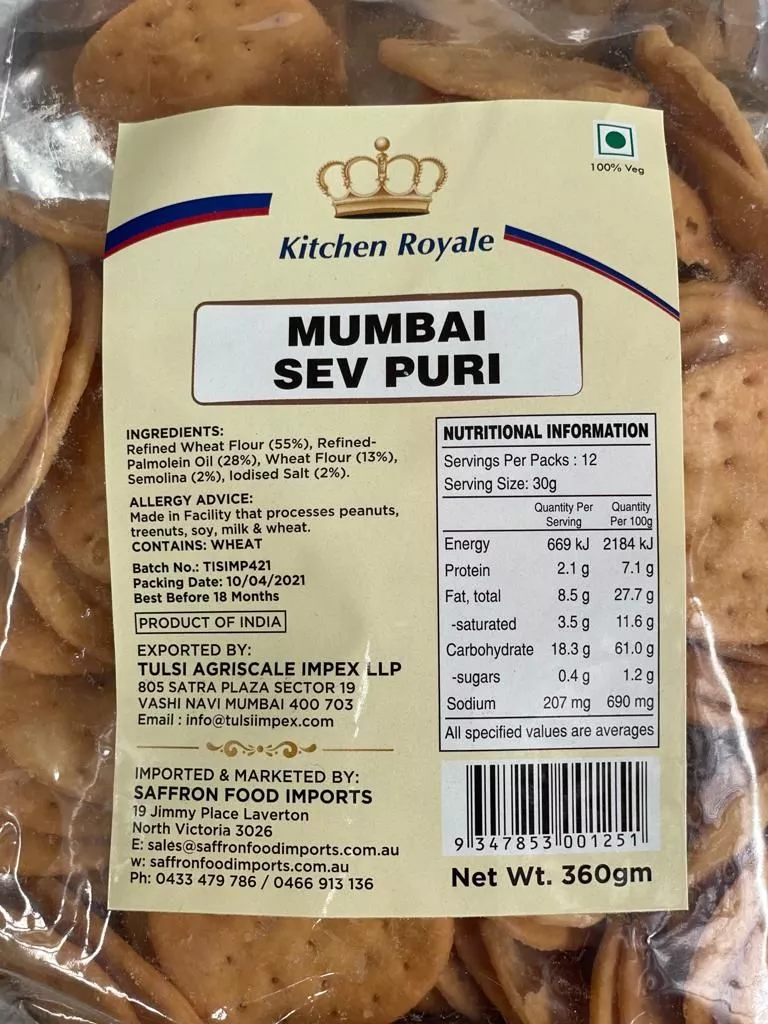 100% Veg
Kitchen Royale
MUMBAI
SEV PURI
INGREDIENTS:
Refined Wheat Flour (55%), Refined-
Palmolein Oil (28%), Wheat Flour (13%),
Semolina (2%), Iodised Salt (2%).
ALLERGY ADVICE:
Made in Facility that processes peanuts,
treenuts, soy, milk & wheat.
CONTAINS: WHEAT
Batch No.: TISIMP421
Packing Date: 10/04/2021
Best Before 18 Months
PRODUCT OF INDIA
EXPORTED BY:
TULSI AGRISCALE IMPEX LLP
805 SATRA PLAZA SECTOR 19
VASHI NAVI MUMBAI 400 703
Email : info@tulsiimpex.com
IMPORTED & MARKETED BY:
SAFFRON FOOD IMPORTS
19 Jimmy Place Laverton
North Victoria 3026
E: sales@saffronfoodimports.com.au
w: saffronfoodimports.com.au
Ph: 0433 479 786 / 0466 913 136
NUTRITIONAL INFORMATION
Servings Per Packs : 12
Serving Size: 30g
Quantity Per Serving Quantity Per 100g
Energy 669 kJ 2184 kJ
Protein 2.1 g 7.1 g
Fat, total 8.5 g 27.7 g
-saturated 3.5 g 11.6 g
Carbohydrate 18.3 g 61.0 g
-sugars 0.4 g 1.2 g
Sodium 207 mg 690 mg
All specified values are averages
9 347853 001251
Net Wt. 360gm